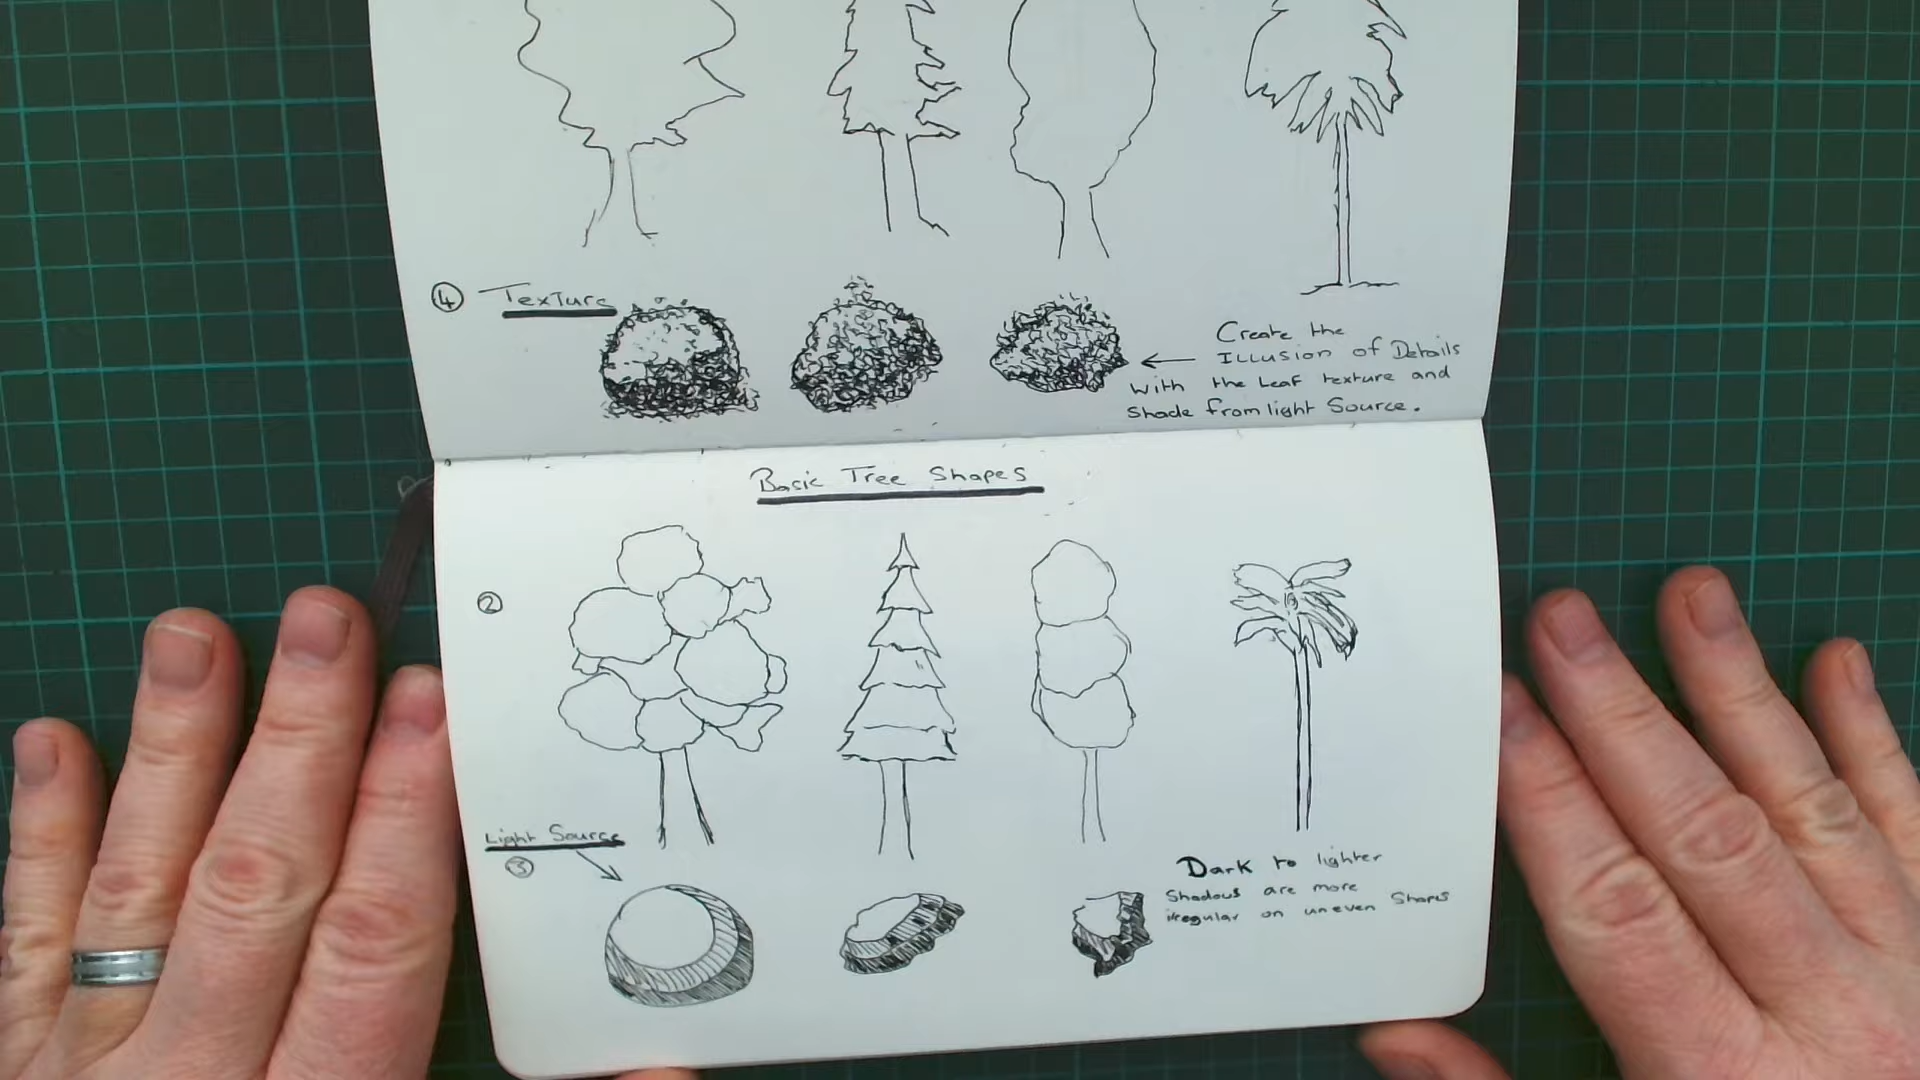 ④ Texture
Create the
ILLusion of Details
with the Leaf texture and
Shade from light Source.
Basic Tree Shapes
②
Light Source
③
Dark to lighter
Shadows are more
irregular on uneven Shapes